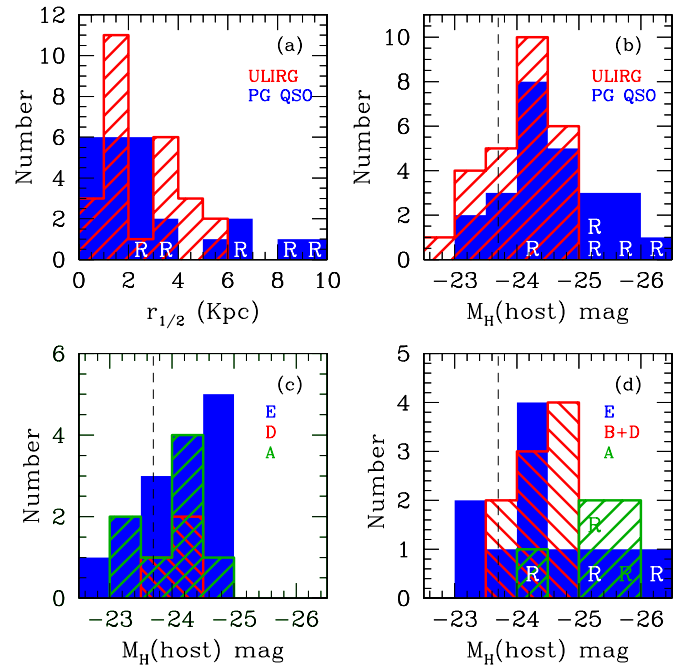 12
10
8
6
4
2
0
Number
(a)
ULIRG
PG QSO
R R R R R
0 2 4 6 8 10
r1/2 (Kpc)
10
8
6
4
2
0
Number
(b)
ULIRG
PG QSO
R
R R R R
-23 -24 -25 -26
MH(host) mag
6
4
2
0
Number
(c)
E
D
A
-23 -24 -25 -26
MH(host) mag
5
4
3
2
1
0
Number
(d)
E
B+D
A
R
R R R R
-23 -24 -25 -26
MH(host) mag